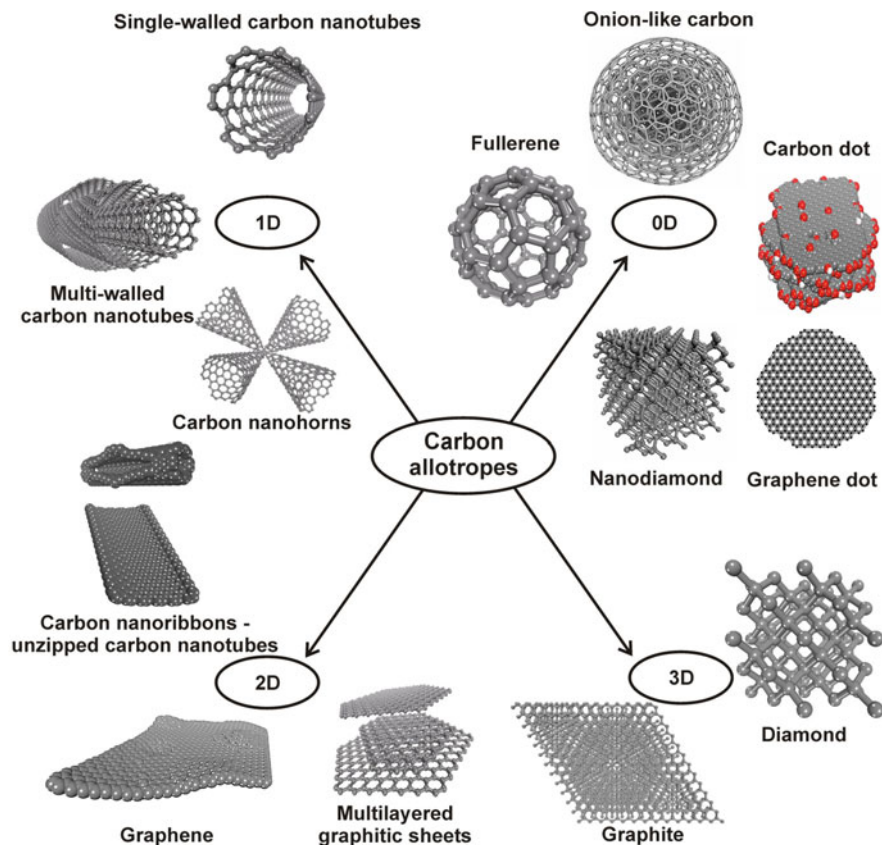 Single-walled carbon nanotubes
Onion-like carbon
Fullerene
Carbon dot
1D
0D
Multi-walled
carbon nanotubes
Carbon nanohorns
Carbon
allotropes
Nanodiamond
Graphene dot
Carbon nanoribbons -
unzipped carbon nanotubes
2D
3D
Diamond
Graphene
Multilayered
graphitic sheets
Graphite